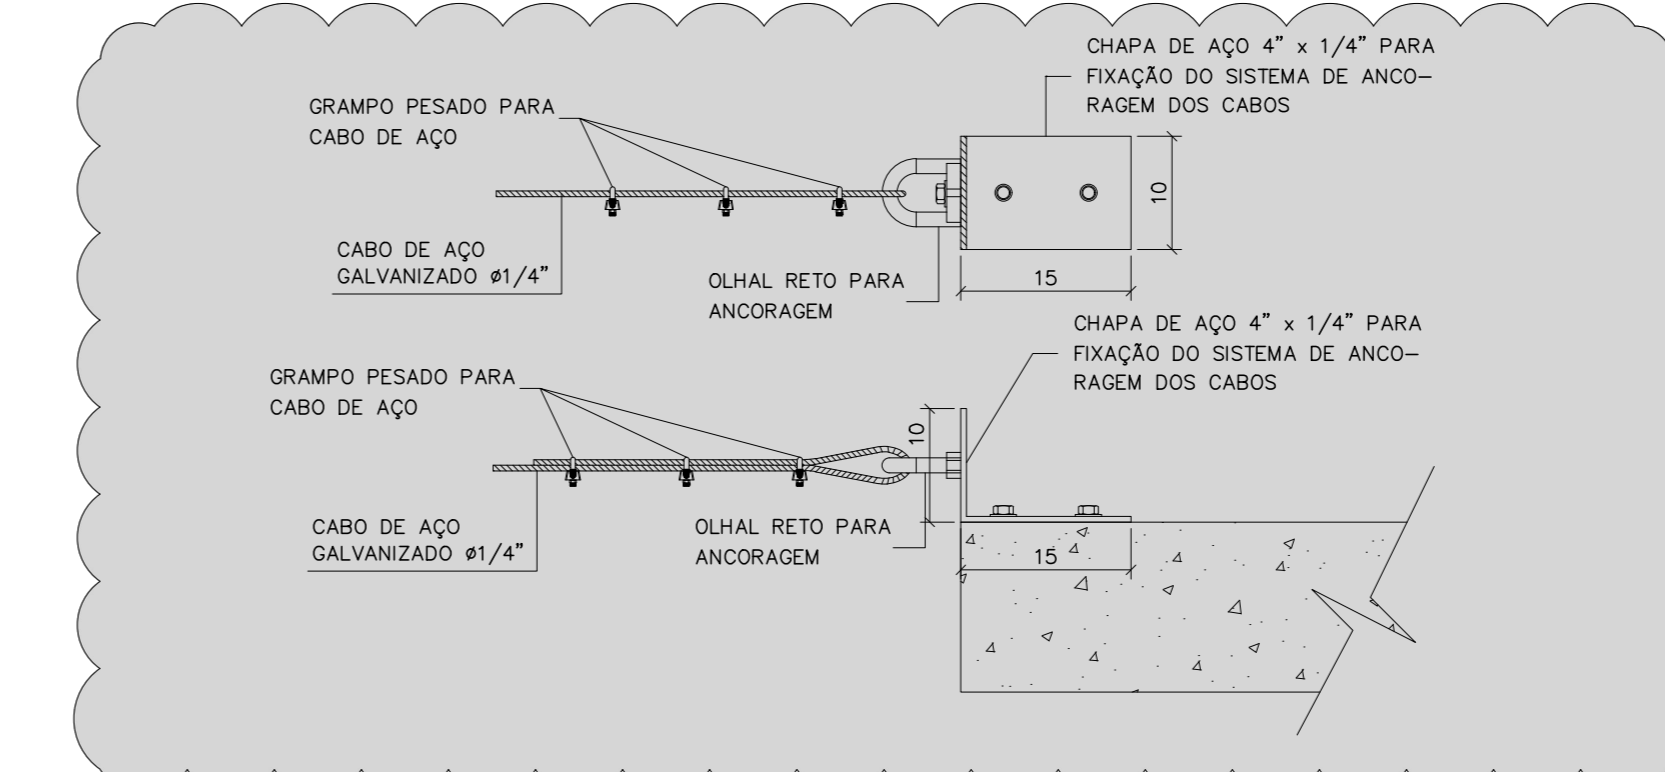 CHAPA DE AÇO 4” x 1/4” PARA
FIXAÇÃO DO SISTEMA DE ANCO-
RAGEM DOS CABOS
GRAMPO PESADO PARA
CABO DE AÇO
10
CABO DE AÇO
GALVANIZADO ø1/4”
OLHAL RETO PARA
ANCORAGEM
15
CHAPA DE AÇO 4” x 1/4” PARA
FIXAÇÃO DO SISTEMA DE ANCO-
RAGEM DOS CABOS
GRAMPO PESADO PARA
CABO DE AÇO
10
CABO DE AÇO
GALVANIZADO ø1/4”
OLHAL RETO PARA
ANCORAGEM
15